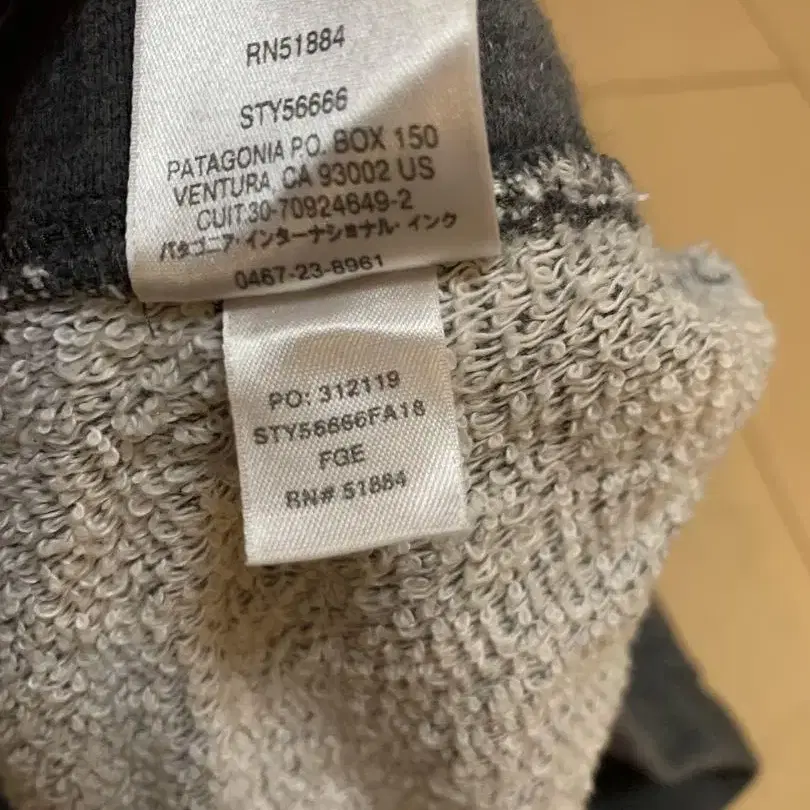 RN51884
STY56666
PATAGONIA P.O. BOX 150
VENTURA, CA 93002 US
CUIT:30-70924649-2
パタゴニア・インターナショナル・インク
0467-23-8961
PO: 312119
STY56666FA18
FGE
RN# 51884